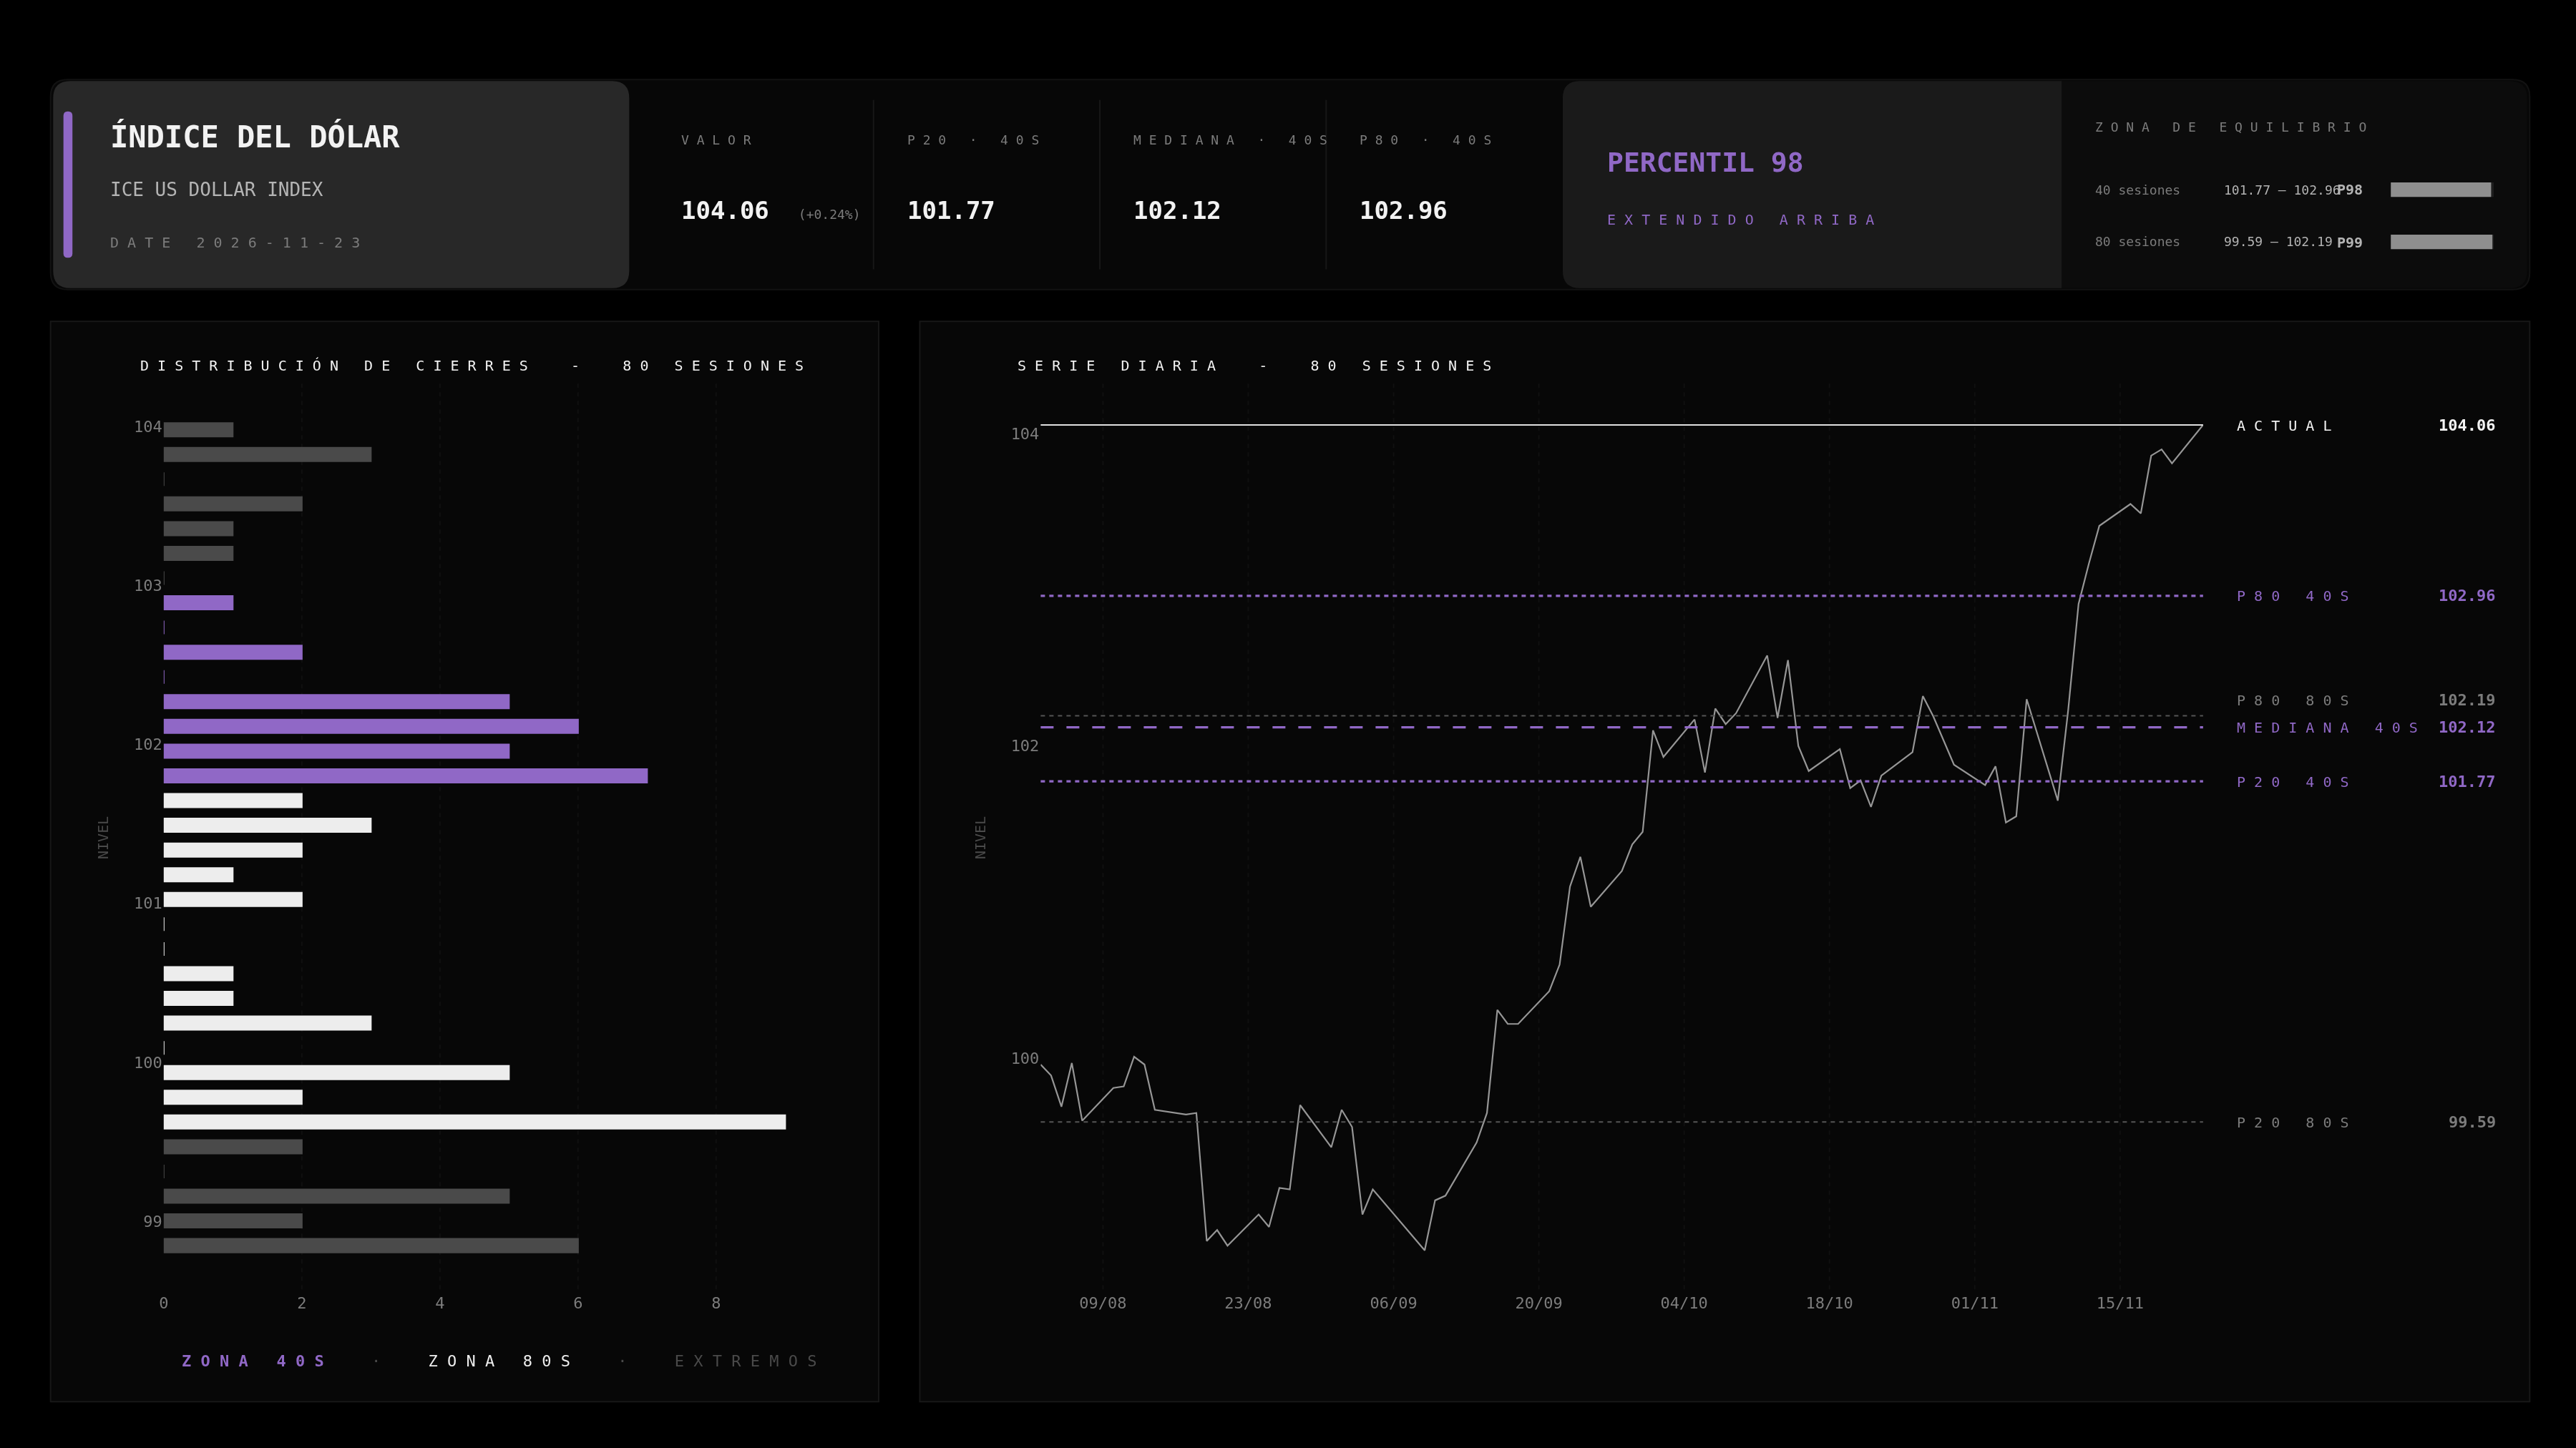 ÍNDICE DEL DÓLAR
ICE US DOLLAR INDEX
DATE 2026-11-23
VALOR
104.06 (+0.24%)
P20 · 40S
101.77
MEDIANA · 40S
102.12
P80 · 40S
102.96
PERCENTIL 98
EXTENDIDO ARRIBA
ZONA DE EQUILIBRIO
40 sesiones 101.77 — 102.96 P98
80 sesiones 99.59 — 102.19 P99
DISTRIBUCIÓN DE CIERRES - 80 SESIONES
104
103
102
101
100
99
NIVEL
0 2 4 6 8
ZONA 40S · ZONA 80S · EXTREMOS
SERIE DIARIA - 80 SESIONES
104
102
100
NIVEL
09/08 23/08 06/09 20/09 04/10 18/10 01/11 15/11
ACTUAL 104.06
P80 40S 102.96
P80 80S 102.19
MEDIANA 40S 102.12
P20 40S 101.77
P20 80S 99.59